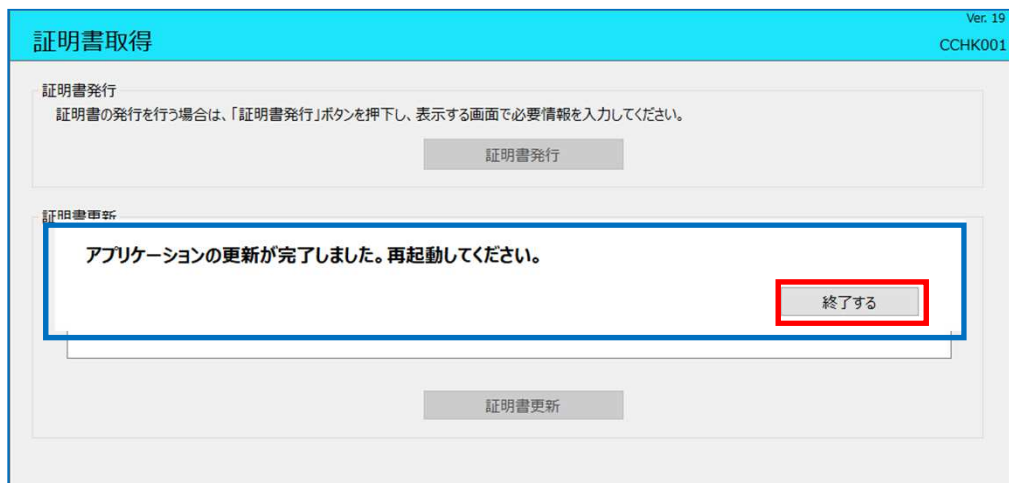 Ver. 19
証明書取得
CCHK001
証明書発行
証明書の発行を行う場合は、「証明書発行」ボタンを押下し、表示する画面で必要情報を入力してください。
証明書発行
証明書更新
アプリケーションの更新が完了しました。再起動してください。
終了する
証明書更新